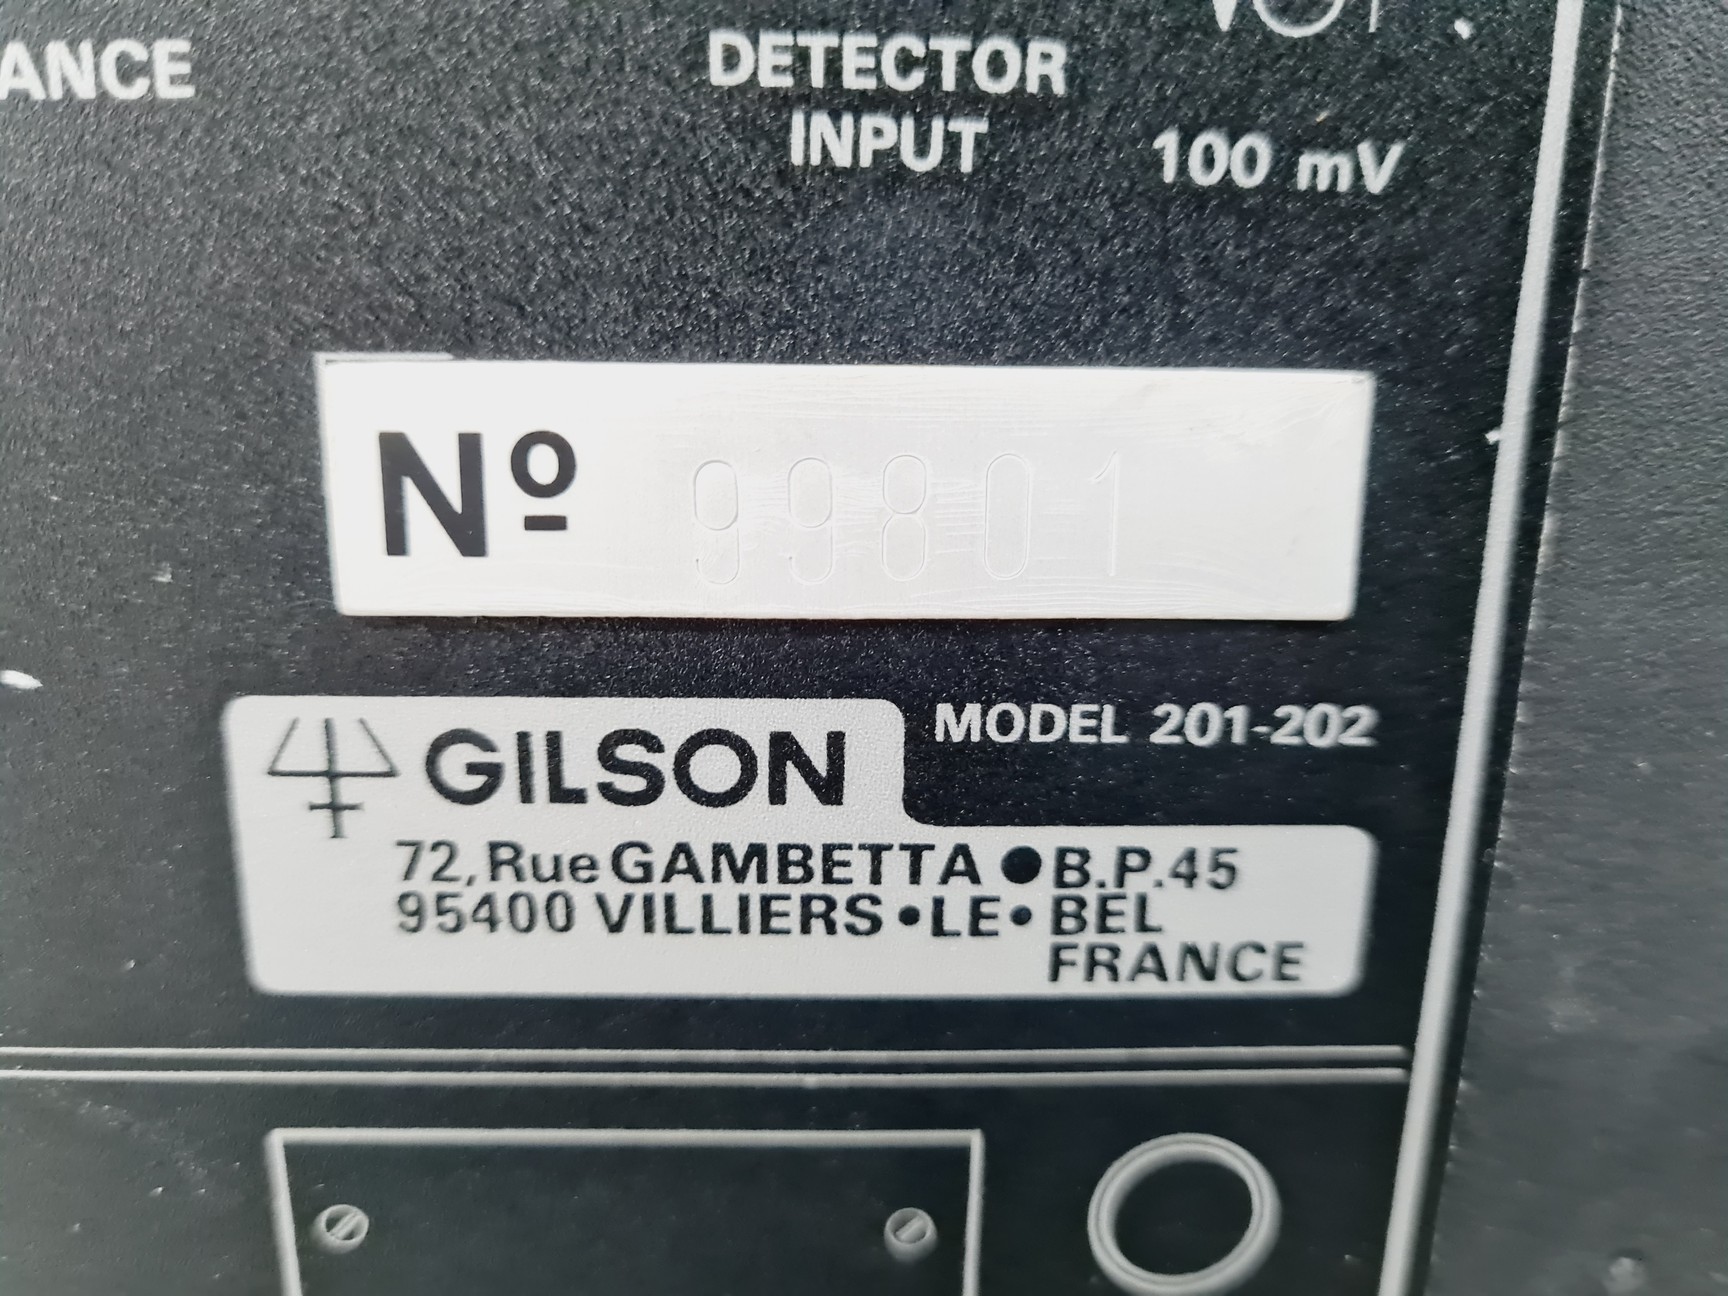 ANCE
DETECTOR
INPUT
100 mV
Nº 99801
GILSON
MODEL 201-202
72, Rue GAMBETTA ● B.P.45
95400 VILLIERS • LE • BEL
FRANCE